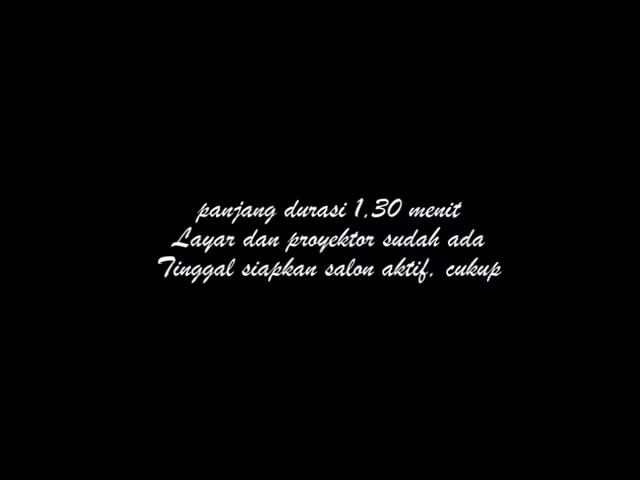 panjang durasi 1.30 menit
Layar dan proyektor sudah ada
Tinggal siapkan salon aktif. cukup